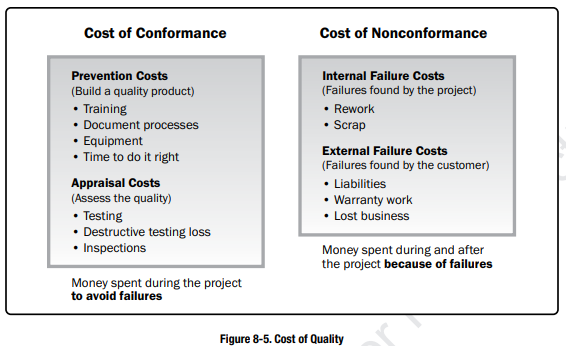 Cost of Conformance
Prevention Costs
(Build a quality product)
• Training
• Document processes
• Equipment
• Time to do it right
Appraisal Costs
(Assess the quality)
• Testing
• Destructive testing loss
• Inspections
Money spent during the project
to avoid failures
Cost of Nonconformance
Internal Failure Costs
(Failures found by the project)
• Rework
• Scrap
External Failure Costs
(Failures found by the customer)
• Liabilities
• Warranty work
• Lost business
Money spent during and after
the project because of failures
Figure 8-5. Cost of Quality